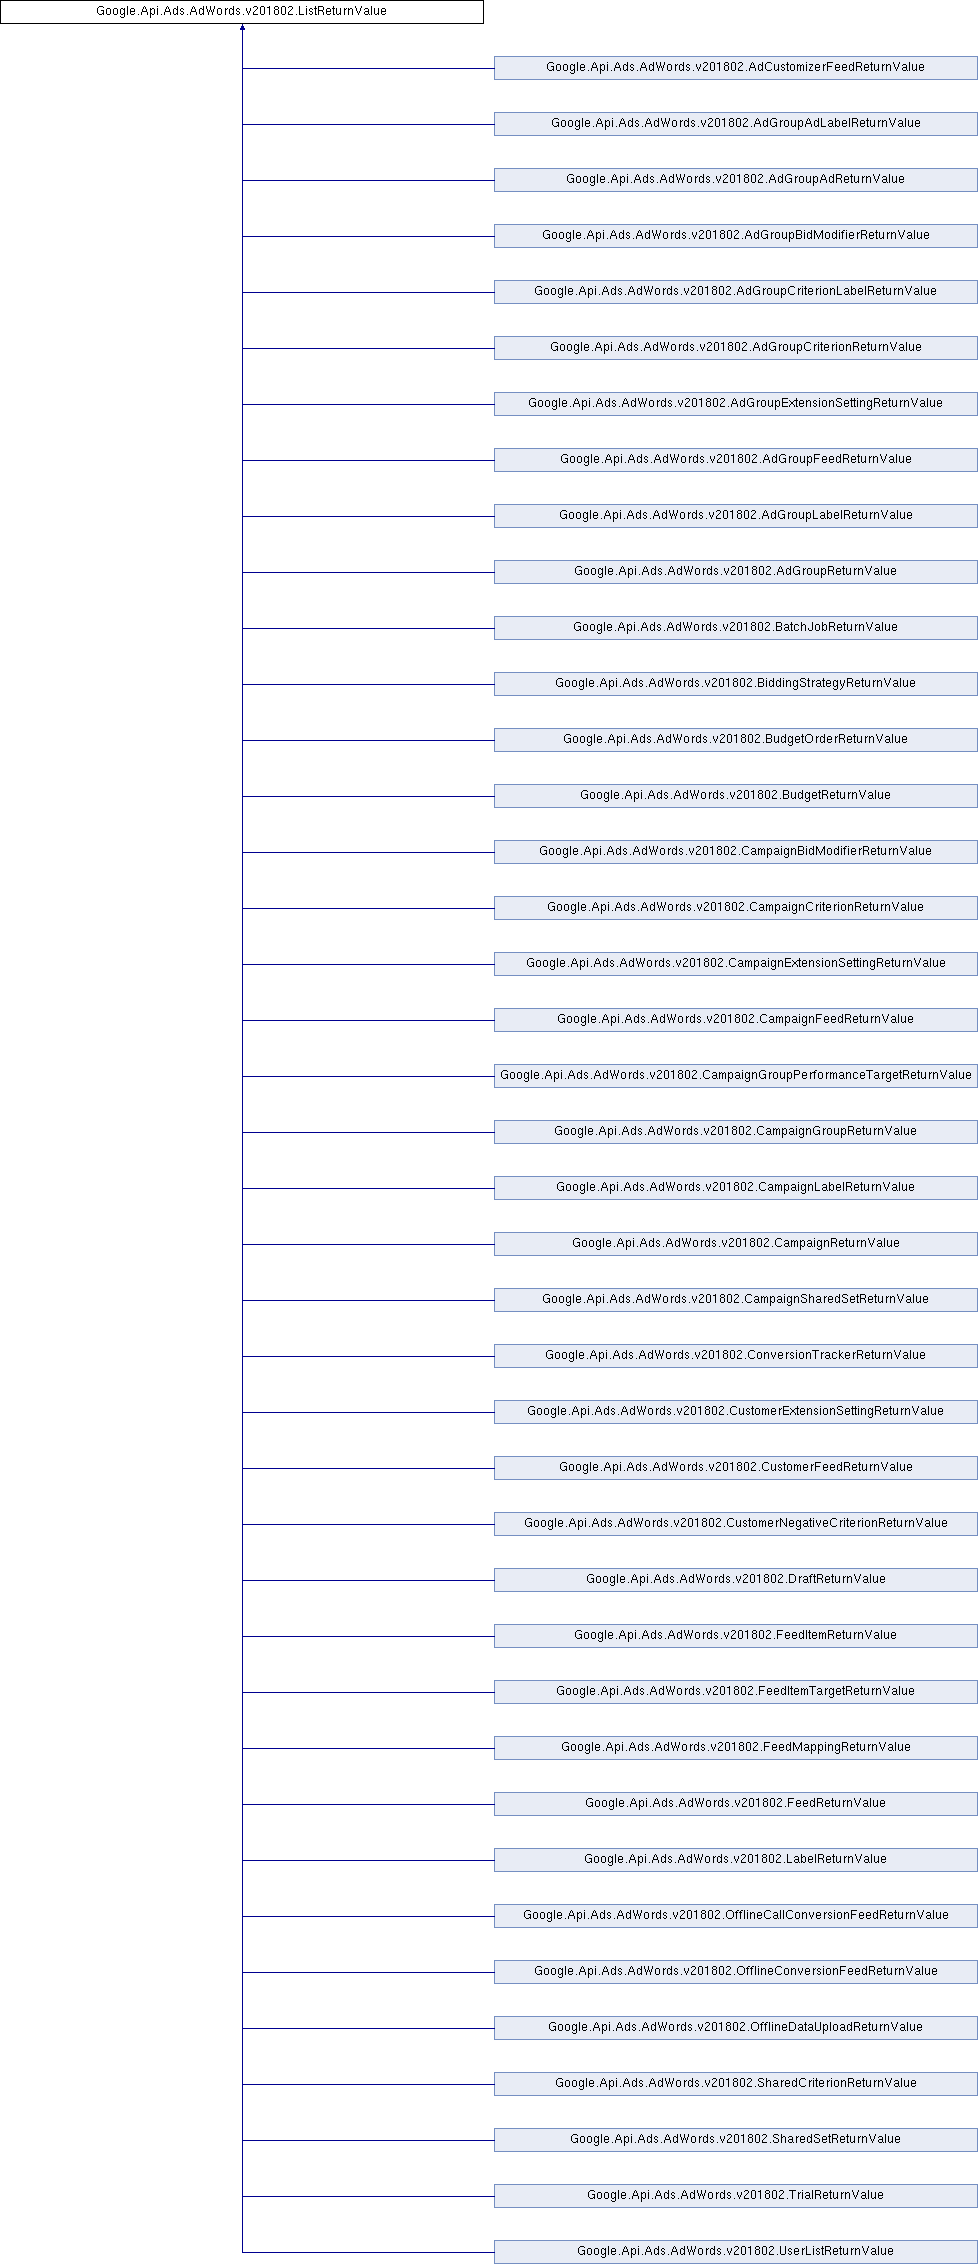 Google.Api.Ads.AdWords.v201802.ListReturnValue
Google.Api.Ads.AdWords.v201802.AdCustomizerFeedReturnValue
Google.Api.Ads.AdWords.v201802.AdGroupAdLabelReturnValue
Google.Api.Ads.AdWords.v201802.AdGroupAdReturnValue
Google.Api.Ads.AdWords.v201802.AdGroupBidModifierReturnValue
Google.Api.Ads.AdWords.v201802.AdGroupCriterionLabelReturnValue
Google.Api.Ads.AdWords.v201802.AdGroupCriterionReturnValue
Google.Api.Ads.AdWords.v201802.AdGroupExtensionSettingReturnValue
Google.Api.Ads.AdWords.v201802.AdGroupFeedReturnValue
Google.Api.Ads.AdWords.v201802.AdGroupLabelReturnValue
Google.Api.Ads.AdWords.v201802.AdGroupReturnValue
Google.Api.Ads.AdWords.v201802.BatchJobReturnValue
Google.Api.Ads.AdWords.v201802.BiddingStrategyReturnValue
Google.Api.Ads.AdWords.v201802.BudgetOrderReturnValue
Google.Api.Ads.AdWords.v201802.BudgetReturnValue
Google.Api.Ads.AdWords.v201802.CampaignBidModifierReturnValue
Google.Api.Ads.AdWords.v201802.CampaignCriterionReturnValue
Google.Api.Ads.AdWords.v201802.CampaignExtensionSettingReturnValue
Google.Api.Ads.AdWords.v201802.CampaignFeedReturnValue
Google.Api.Ads.AdWords.v201802.CampaignGroupPerformanceTargetReturnValue
Google.Api.Ads.AdWords.v201802.CampaignGroupReturnValue
Google.Api.Ads.AdWords.v201802.CampaignLabelReturnValue
Google.Api.Ads.AdWords.v201802.CampaignReturnValue
Google.Api.Ads.AdWords.v201802.CampaignSharedSetReturnValue
Google.Api.Ads.AdWords.v201802.ConversionTrackerReturnValue
Google.Api.Ads.AdWords.v201802.CustomerExtensionSettingReturnValue
Google.Api.Ads.AdWords.v201802.CustomerFeedReturnValue
Google.Api.Ads.AdWords.v201802.CustomerNegativeCriterionReturnValue
Google.Api.Ads.AdWords.v201802.DraftReturnValue
Google.Api.Ads.AdWords.v201802.FeedItemReturnValue
Google.Api.Ads.AdWords.v201802.FeedItemTargetReturnValue
Google.Api.Ads.AdWords.v201802.FeedMappingReturnValue
Google.Api.Ads.AdWords.v201802.FeedReturnValue
Google.Api.Ads.AdWords.v201802.LabelReturnValue
Google.Api.Ads.AdWords.v201802.OfflineCallConversionFeedReturnValue
Google.Api.Ads.AdWords.v201802.OfflineConversionFeedReturnValue
Google.Api.Ads.AdWords.v201802.OfflineDataUploadReturnValue
Google.Api.Ads.AdWords.v201802.SharedCriterionReturnValue
Google.Api.Ads.AdWords.v201802.SharedSetReturnValue
Google.Api.Ads.AdWords.v201802.TrialReturnValue
Google.Api.Ads.AdWords.v201802.UserListReturnValue